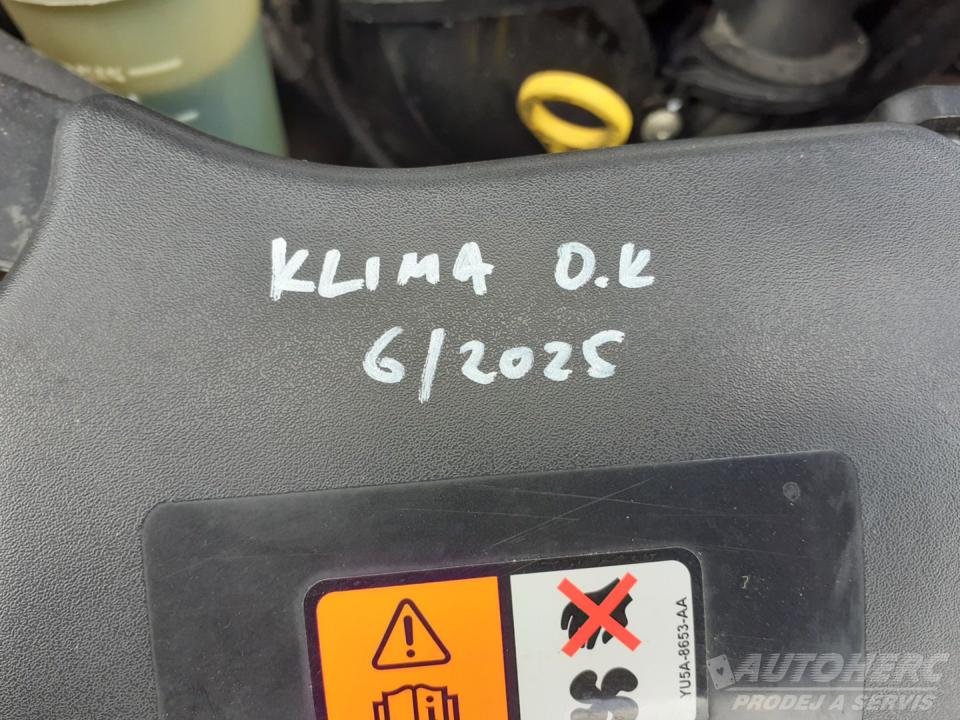 KLIMA O.K
6/2025
YU5A-8653-AA
AUTOHERC
PRODEJ A SERVIS